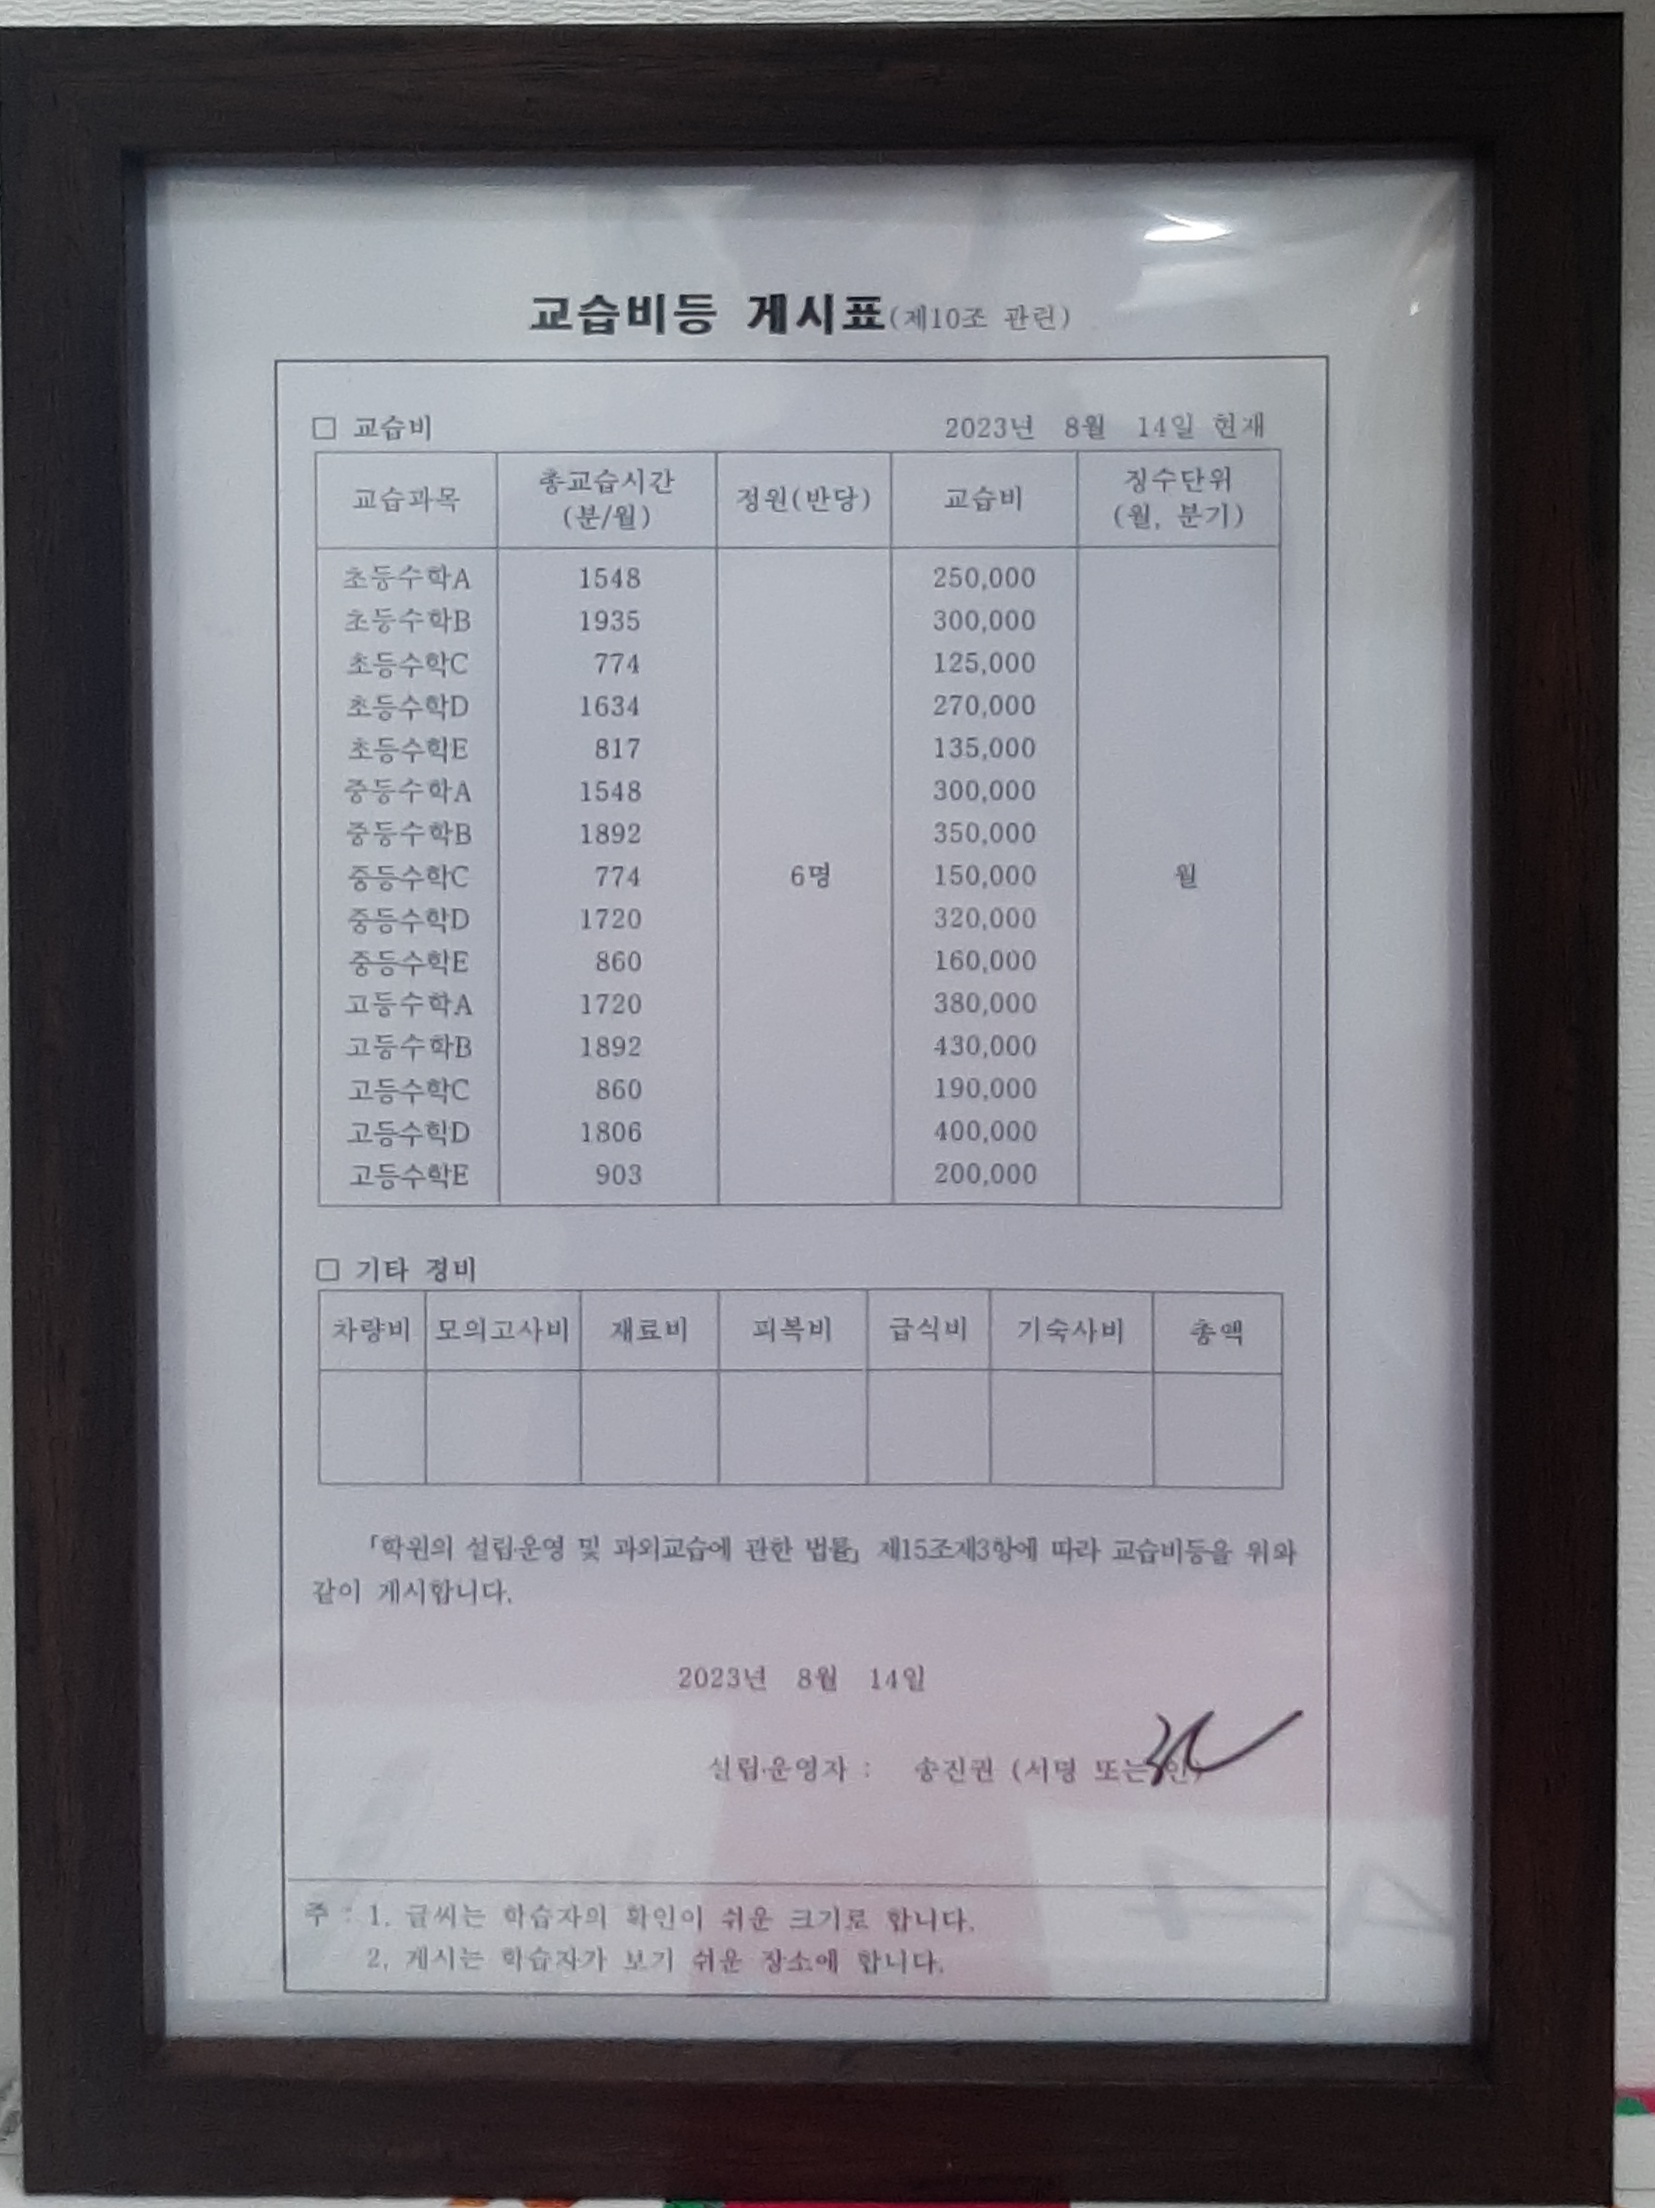 교습비등 게시표(제10조 관련)
□ 교습비 2023년 8월 14일 현재
교습과목 총교습시간 (분/월) 정원(반당) 교습비 징수단위 (월, 분기)
초등수학A 1548 250,000
초등수학B 1935 300,000
초등수학C 774 125,000
초등수학D 1634 270,000
초등수학E 817 135,000
중등수학A 1548 300,000
중등수학B 1892 350,000
중등수학C 774 6명 150,000 월
중등수학D 1720 320,000
중등수학E 860 160,000
고등수학A 1720 380,000
고등수학B 1892 430,000
고등수학C 860 190,000
고등수학D 1806 400,000
고등수학E 903 200,000
□ 기타 경비
차량비 모의고사비 재료비 피복비 급식비 기숙사비 총액
「학원의 설립·운영 및 과외교습에 관한 법률」 제15조제3항에 따라 교습비등을 위와
같이 게시합니다.
2023년 8월 14일
설립·운영자 : 송진권 (서명 또는 인)
주 : 1. 글씨는 학습자의 확인이 쉬운 크기로 합니다.
2. 게시는 학습자가 보기 쉬운 장소에 합니다.